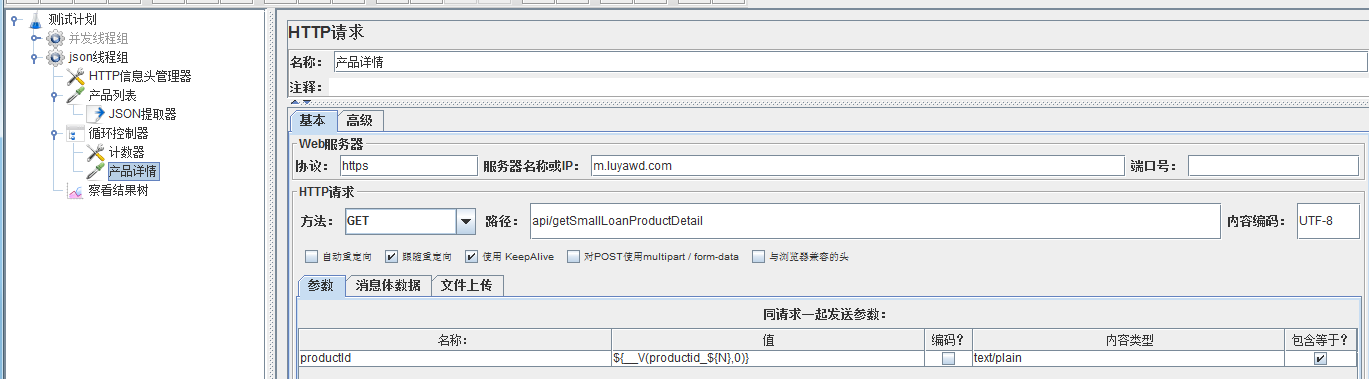 测试计划
并发线程组
json线程组
HTTP信息头管理器
产品列表
JSON提取器
循环控制器
计数器
产品详情
察看结果树
HTTP请求
名称： 产品详情
注释：
基本 高级
Web服务器
协议： https 服务器名称或IP： m.luyawd.com 端口号：
HTTP请求
方法： GET 路径： api/getSmallLoanProductDetail 内容编码： UTF-8
自动重定向 跟随重定向 使用 KeepAlive 对POST使用multipart / form-data 与浏览器兼容的头
参数 消息体数据 文件上传
同请求一起发送参数：
名称： 值 编码? 内容类型 包含等于?
productId ${__V(productid_${N},0)} text/plain